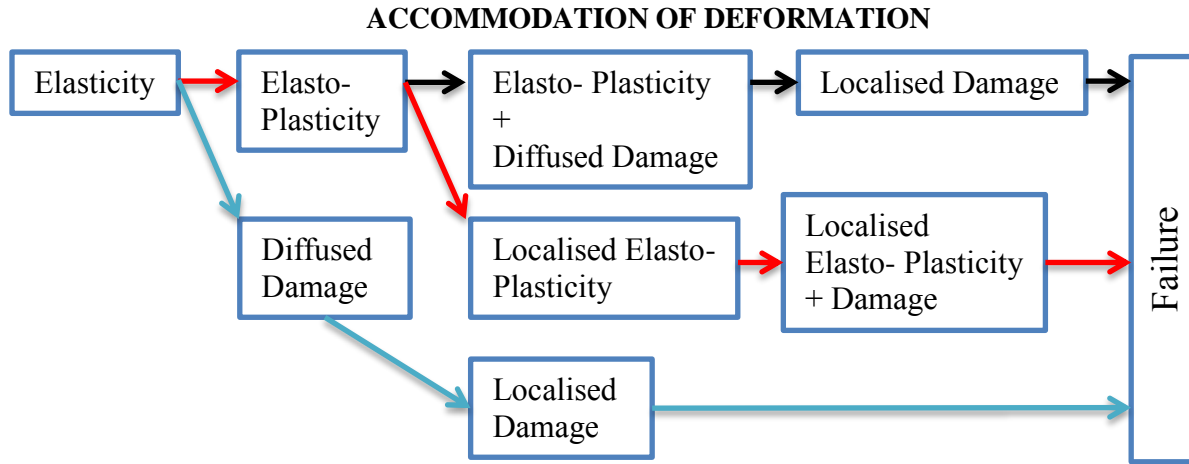 ACCOMMODATION OF DEFORMATION
Elasticity
Elasto-
Plasticity
Elasto- Plasticity
+
Diffused Damage
Localised Damage
Diffused
Damage
Localised Elasto-
Plasticity
Localised
Elasto- Plasticity
+ Damage
Localised
Damage
Failure